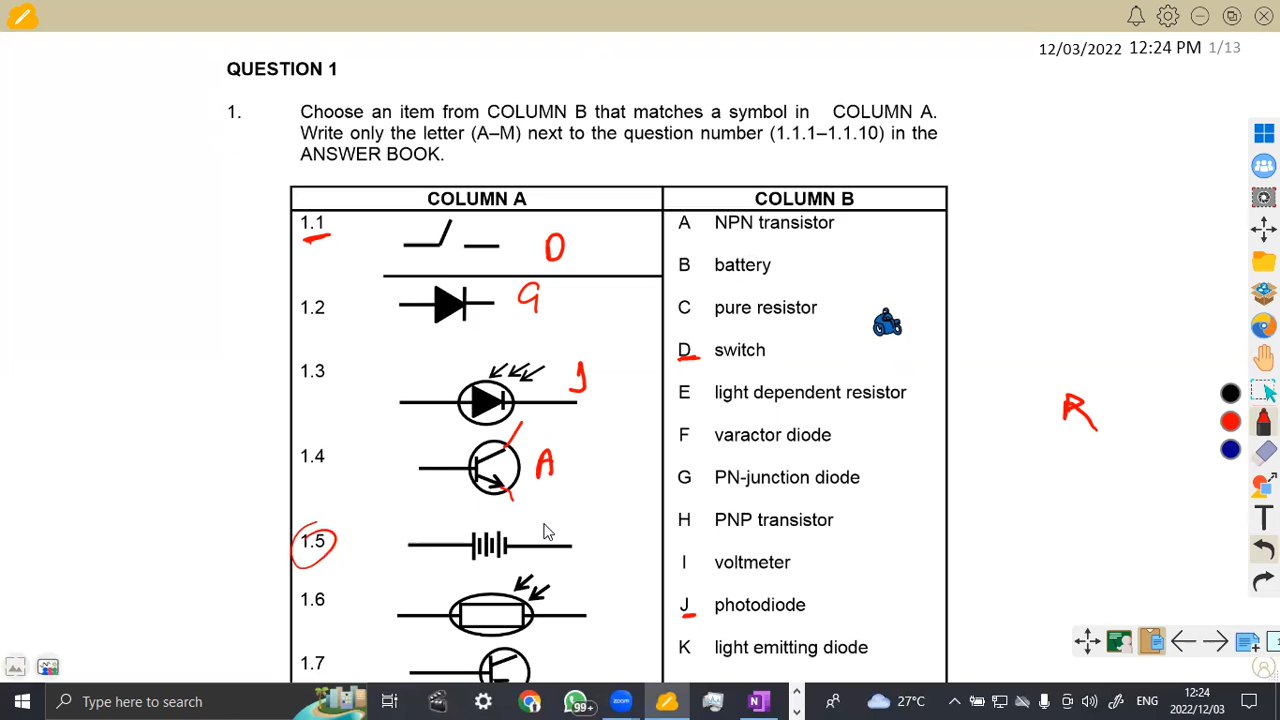 12/03/2022 12:24 PM 1/13
QUESTION 1
1. Choose an item from COLUMN B that matches a symbol in COLUMN A.
Write only the letter (A–M) next to the question number (1.1.1–1.1.10) in the
ANSWER BOOK.
COLUMN A COLUMN B
1.1 D A NPN transistor
B battery
1.2 G C pure resistor
D switch
1.3 J E light dependent resistor
R
F varactor diode
1.4 A G PN-junction diode
H PNP transistor
1.5 I voltmeter
1.6 J photodiode
1.7 K light emitting diode
T
Type here to search
99+
zoom
N
27°C
ENG
12:24
2022/12/03